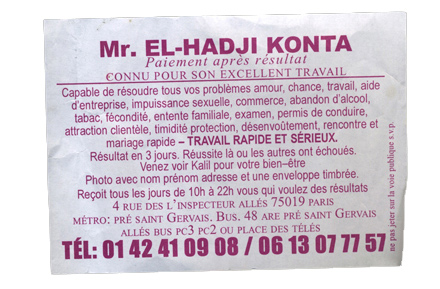 Mr. EL-HADJI KONTA
Paiement après résultat
CONNU POUR SON EXCELLENT TRAVAIL
Capable de résoudre tous vos problèmes amour, chance, travail, aide
d'entreprise, impuissance sexuelle, commerce, abandon d'alcool,
tabac, fécondité, entente familiale, examen, permis de conduire,
attraction clientèle, timidité protection, désenvoûtement, rencontre et
mariage rapide – TRAVAIL RAPIDE ET SÉRIEUX.
Résultat en 3 jours. Réussite là ou les autres ont échoués.
Venez voir Kalil pour votre bien–être
Photo avec nom prénom adresse et une enveloppe timbrée.
Reçoit tous les jours de 10h à 22h vous qui voulez des résultats
4 RUE DES L'INSPECTEUR ALLÉS 75019 PARIS
MÉTRO: PRÉ SAINT GERVAIS. BUS. 48 ARE PRÉ SAINT GERVAIS
ALLÉS BUS PC3 PC2 OU PLACE DES TÉLÉS
TÉL: 01 42 41 09 08 / 06 13 07 77 57
ne pas jeter sur la voie publique s.v.p.